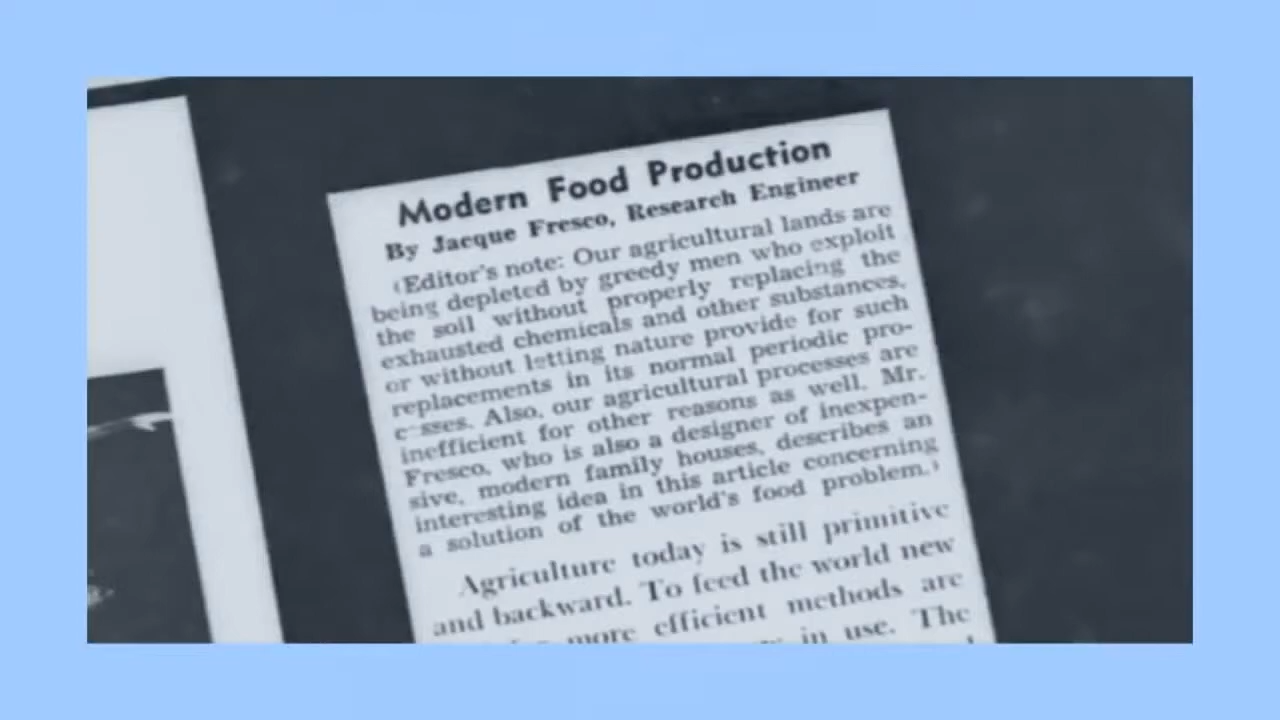 Modern Food Production
By Jacque Fresco, Research Engineer
(Editor's note: Our agricultural lands are
being depleted by greedy men who exploit
the soil without properly replacing the
exhausted chemicals and other substances,
or without letting nature provide for such
replacements in its normal periodic pro-
cesses. Also, our agricultural processes are
inefficient for other reasons as well. Mr.
Fresco, who is also a designer of inexpen-
sive, modern family houses, describes an
interesting idea in this article concerning
a solution of the world's food problem.)
Agriculture today is still primitive
and backward. To feed the world new
more efficient methods are
in use. The